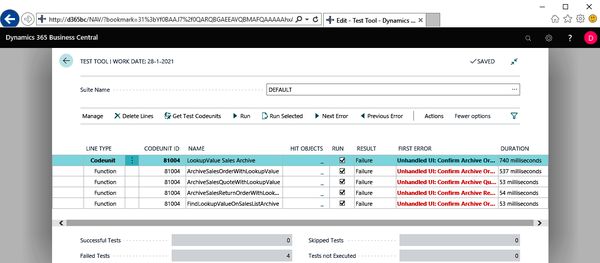 http://d365bc/NAV/?bookmark=31%3bYf0BAAJ7%2f0QARQBGAEEAVQBMAFQAAAAAhxA
Edit - Test Tool - Dynamics ...
Dynamics 365 Business Central
D
TEST TOOL | WORK DATE: 28-1-2021
SAVED
Suite Name
DEFAULT
Manage Delete Lines Get Test Codeunits Run Run Selected Next Error Previous Error Actions Fewer options
LINE TYPE CODEUNIT ID NAME HIT OBJECTS RUN RESULT FIRST ERROR DURATION
Codeunit 81004 LookupValue Sales Archive _ Failure Unhandled UI: Confirm Archive Or... 740 milliseconds
Function 81004 ArchiveSalesOrderWithLookupValue _ Failure Unhandled UI: Confirm Archive Or... 537 milliseconds
Function 81004 ArchiveSalesQuoteWithLookupValue _ Failure Unhandled UI: Confirm Archive Qu... 53 milliseconds
Function 81004 ArchiveSalesReturnOrderWithLook... _ Failure Unhandled UI: Confirm Archive Re... 54 milliseconds
Function 81004 FindLookupValueOnSalesListArchive _ Failure Unhandled UI: Confirm Archive Or... 53 milliseconds
Successful Tests 0 Skipped Tests 0
Failed Tests 4 Tests not Executed 0